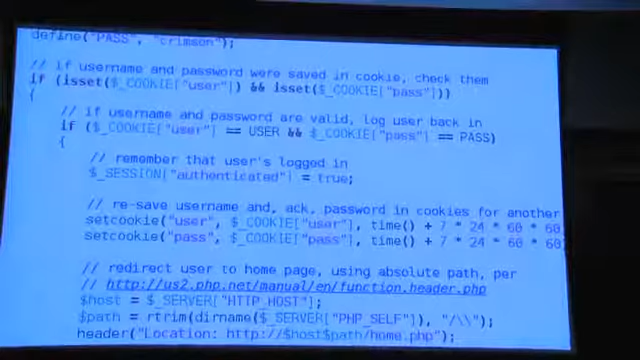 define("PASS", "crimson");
// if username and password were saved in cookie, check them
if (isset($_COOKIE["user"]) && isset($_COOKIE["pass"]))
{
// if username and password are valid, log user back in
if ($_COOKIE["user"] == USER && $_COOKIE["pass"] == PASS)
{
// remember that user's logged in
$_SESSION["authenticated"] = true;
// re-save username and, ack, password in cookies for another
setcookie("user", $_COOKIE["user"], time() + 7 * 24 * 60 * 60
setcookie("pass", $_COOKIE["pass"], time() + 7 * 24 * 60 * 60
// redirect user to home page, using absolute path, per
// http://us2.php.net/manual/en/function.header.php
$host = $_SERVER["HTTP_HOST"];
$path = rtrim(dirname($_SERVER["PHP_SELF"]), "/\\");
header("Location: http://$host$path/home.php");